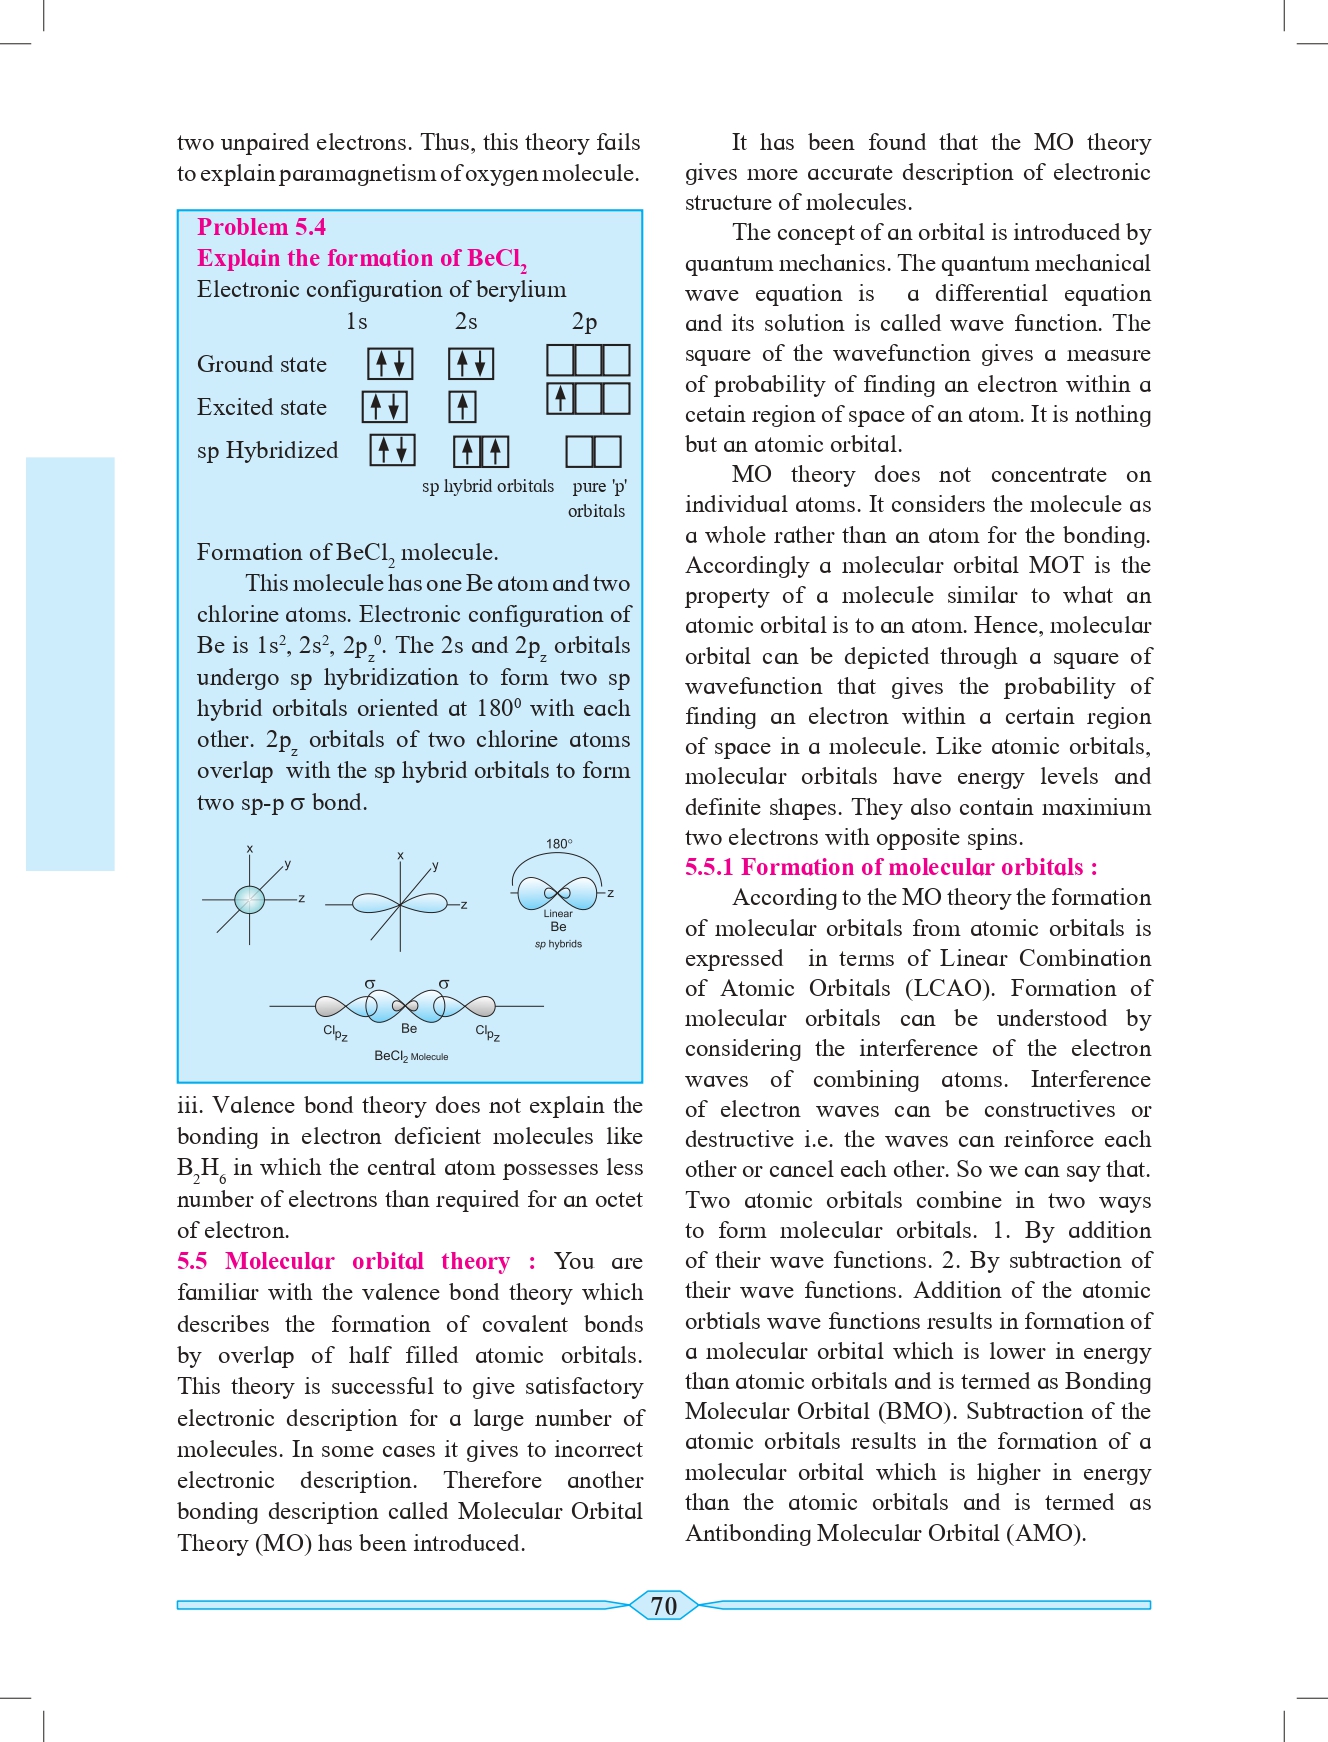 two unpaired electrons. Thus, this theory fails
to explain paramagnetism of oxygen molecule.
Problem 5.4
Explain the formation of BeCl₂
Electronic configuration of berylium
1s 2s 2p
Ground state
Excited state
sp Hybridized
sp hybrid orbitals pure 'p'
orbitals
Formation of BeCl₂ molecule.
This molecule has one Be atom and two
chlorine atoms. Electronic configuration of
Be is 1s², 2s², 2p_z⁰. The 2s and 2p_z orbitals
undergo sp hybridization to form two sp
hybrid orbitals oriented at 180⁰ with each
other. 2p_z orbitals of two chlorine atoms
overlap with the sp hybrid orbitals to form
two sp-p σ bond.
x y z
x y z
180° z
Linear
Be
sp hybrids
σ σ
Clp_z Be Clp_z
BeCl₂ Molecule
iii. Valence bond theory does not explain the
bonding in electron deficient molecules like
B₂H₆ in which the central atom possesses less
number of electrons than required for an octet
of electron.
5.5 Molecular orbital theory : You are
familiar with the valence bond theory which
describes the formation of covalent bonds
by overlap of half filled atomic orbitals.
This theory is successful to give satisfactory
electronic description for a large number of
molecules. In some cases it gives to incorrect
electronic description. Therefore another
bonding description called Molecular Orbital
Theory (MO) has been introduced.
It has been found that the MO theory
gives more accurate description of electronic
structure of molecules.
The concept of an orbital is introduced by
quantum mechanics. The quantum mechanical
wave equation is a differential equation
and its solution is called wave function. The
square of the wavefunction gives a measure
of probability of finding an electron within a
cetain region of space of an atom. It is nothing
but an atomic orbital.
MO theory does not concentrate on
individual atoms. It considers the molecule as
a whole rather than an atom for the bonding.
Accordingly a molecular orbital MOT is the
property of a molecule similar to what an
atomic orbital is to an atom. Hence, molecular
orbital can be depicted through a square of
wavefunction that gives the probability of
finding an electron within a certain region
of space in a molecule. Like atomic orbitals,
molecular orbitals have energy levels and
definite shapes. They also contain maximium
two electrons with opposite spins.
5.5.1 Formation of molecular orbitals :
According to the MO theory the formation
of molecular orbitals from atomic orbitals is
expressed in terms of Linear Combination
of Atomic Orbitals (LCAO). Formation of
molecular orbitals can be understood by
considering the interference of the electron
waves of combining atoms. Interference
of electron waves can be constructives or
destructive i.e. the waves can reinforce each
other or cancel each other. So we can say that.
Two atomic orbitals combine in two ways
to form molecular orbitals. 1. By addition
of their wave functions. 2. By subtraction of
their wave functions. Addition of the atomic
orbtials wave functions results in formation of
a molecular orbital which is lower in energy
than atomic orbitals and is termed as Bonding
Molecular Orbital (BMO). Subtraction of the
atomic orbitals results in the formation of a
molecular orbital which is higher in energy
than the atomic orbitals and is termed as
Antibonding Molecular Orbital (AMO).
70